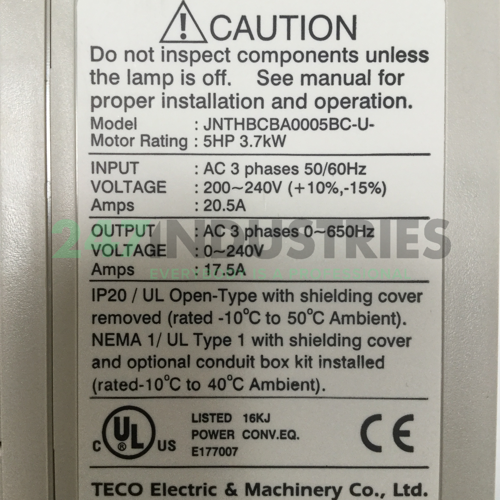 CAUTION
Do not inspect components unless
the lamp is off. See manual for
proper installation and operation.
Model : JNTHBCBA0005BC-U-
Motor Rating : 5HP 3.7kW
INPUT : AC 3 phases 50/60Hz
VOLTAGE : 200~240V (+10%,-15%)
Amps : 20.5A
OUTPUT : AC 3 phases 0~650Hz
VOLTAGE : 0~240V
Amps : 17.5A
247INDUSTRIES
IP20 / UL Open-Type with shielding cover
removed (rated -10°C to 50°C Ambient).
NEMA 1/ UL Type 1 with shielding cover
and optional conduit box kit installed
(rated-10°C to 40°C Ambient).
C UL US
LISTED 16KJ
POWER CONV.EQ.
E177007
CE
TECO Electric & Machinery Co., Ltd.